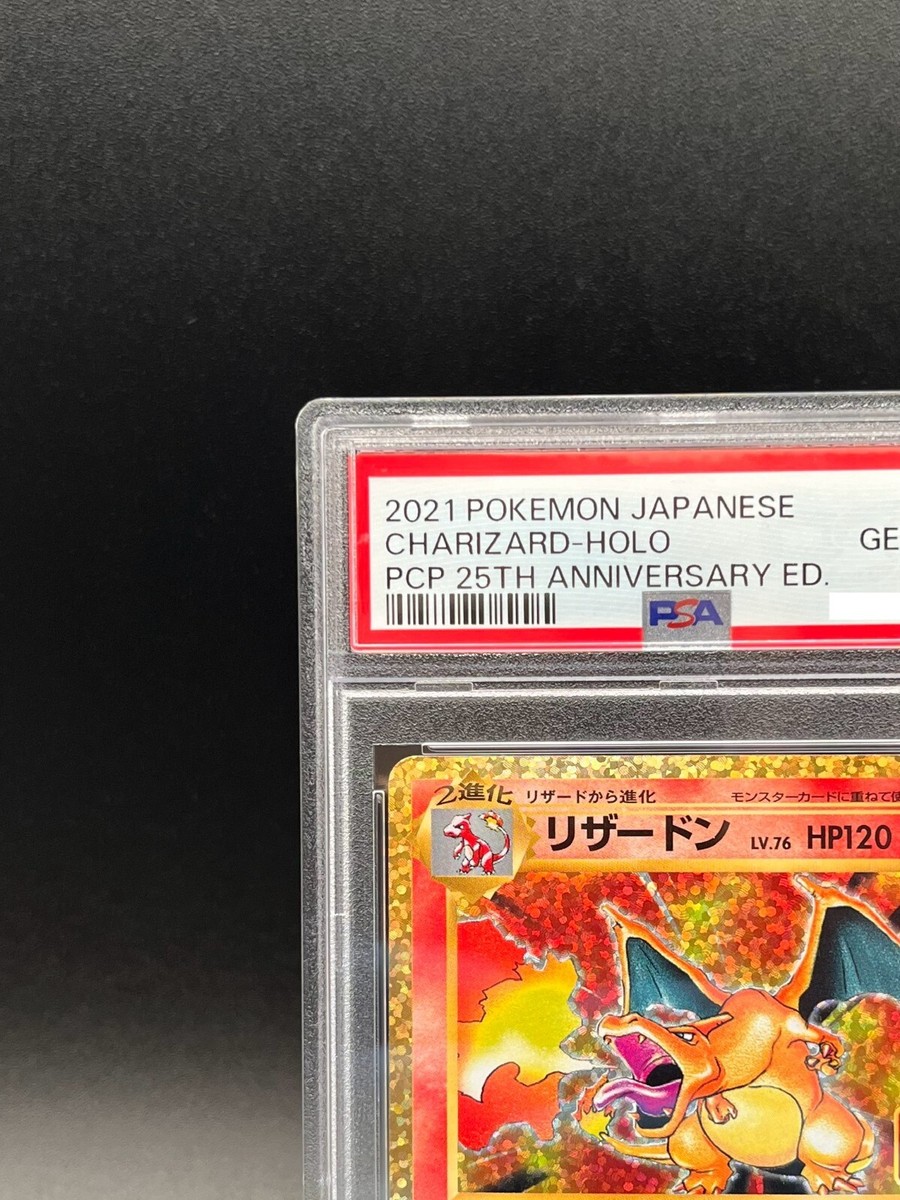 2021 POKEMON JAPANESE
CHARIZARD-HOLO
GE
PCP 25TH ANNIVERSARY ED.
PSA
2進化 リザードから進化 モンスターカードに重ねて
リザードン LV.76 HP120